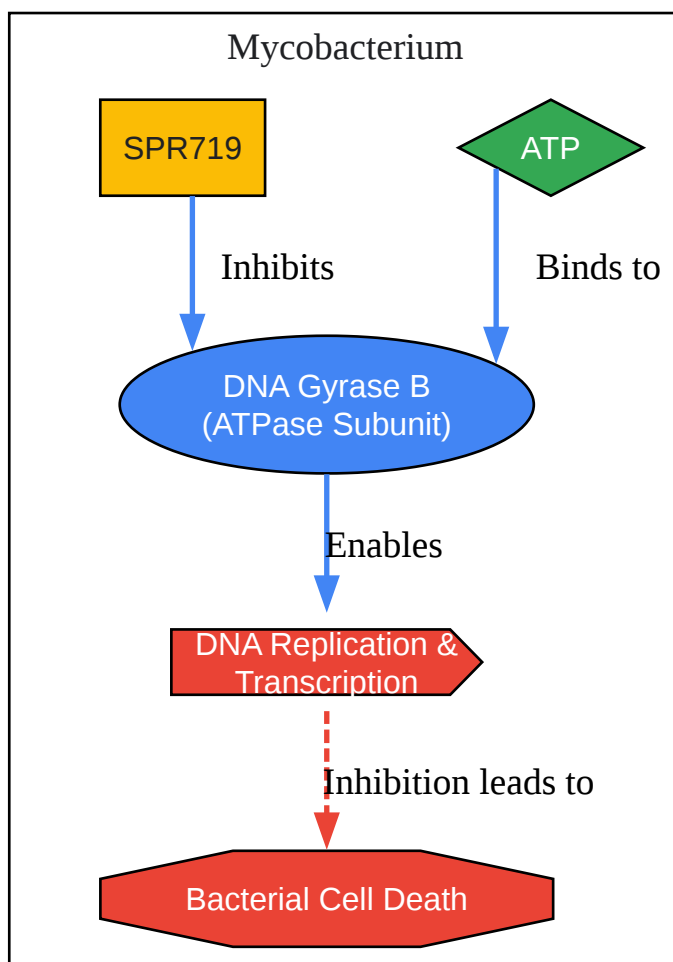 Mycobacterium
SPR719
ATP
Inhibits
Binds to
DNA Gyrase B
(ATPase Subunit)
Enables
DNA Replication &
Transcription
Inhibition leads to
Bacterial Cell Death